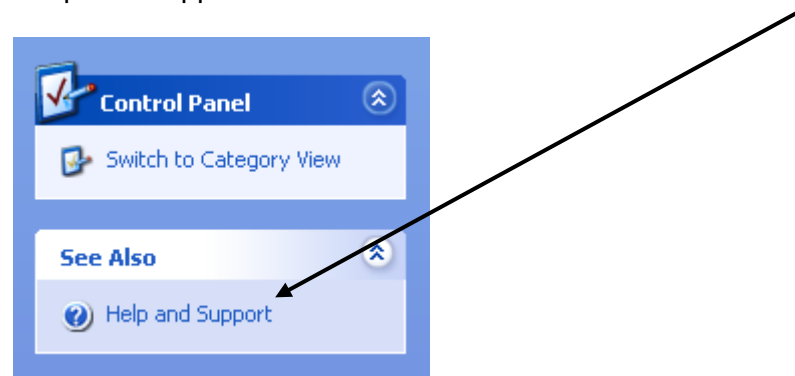 Control Panel
Switch to Category View
See Also
Help and Support